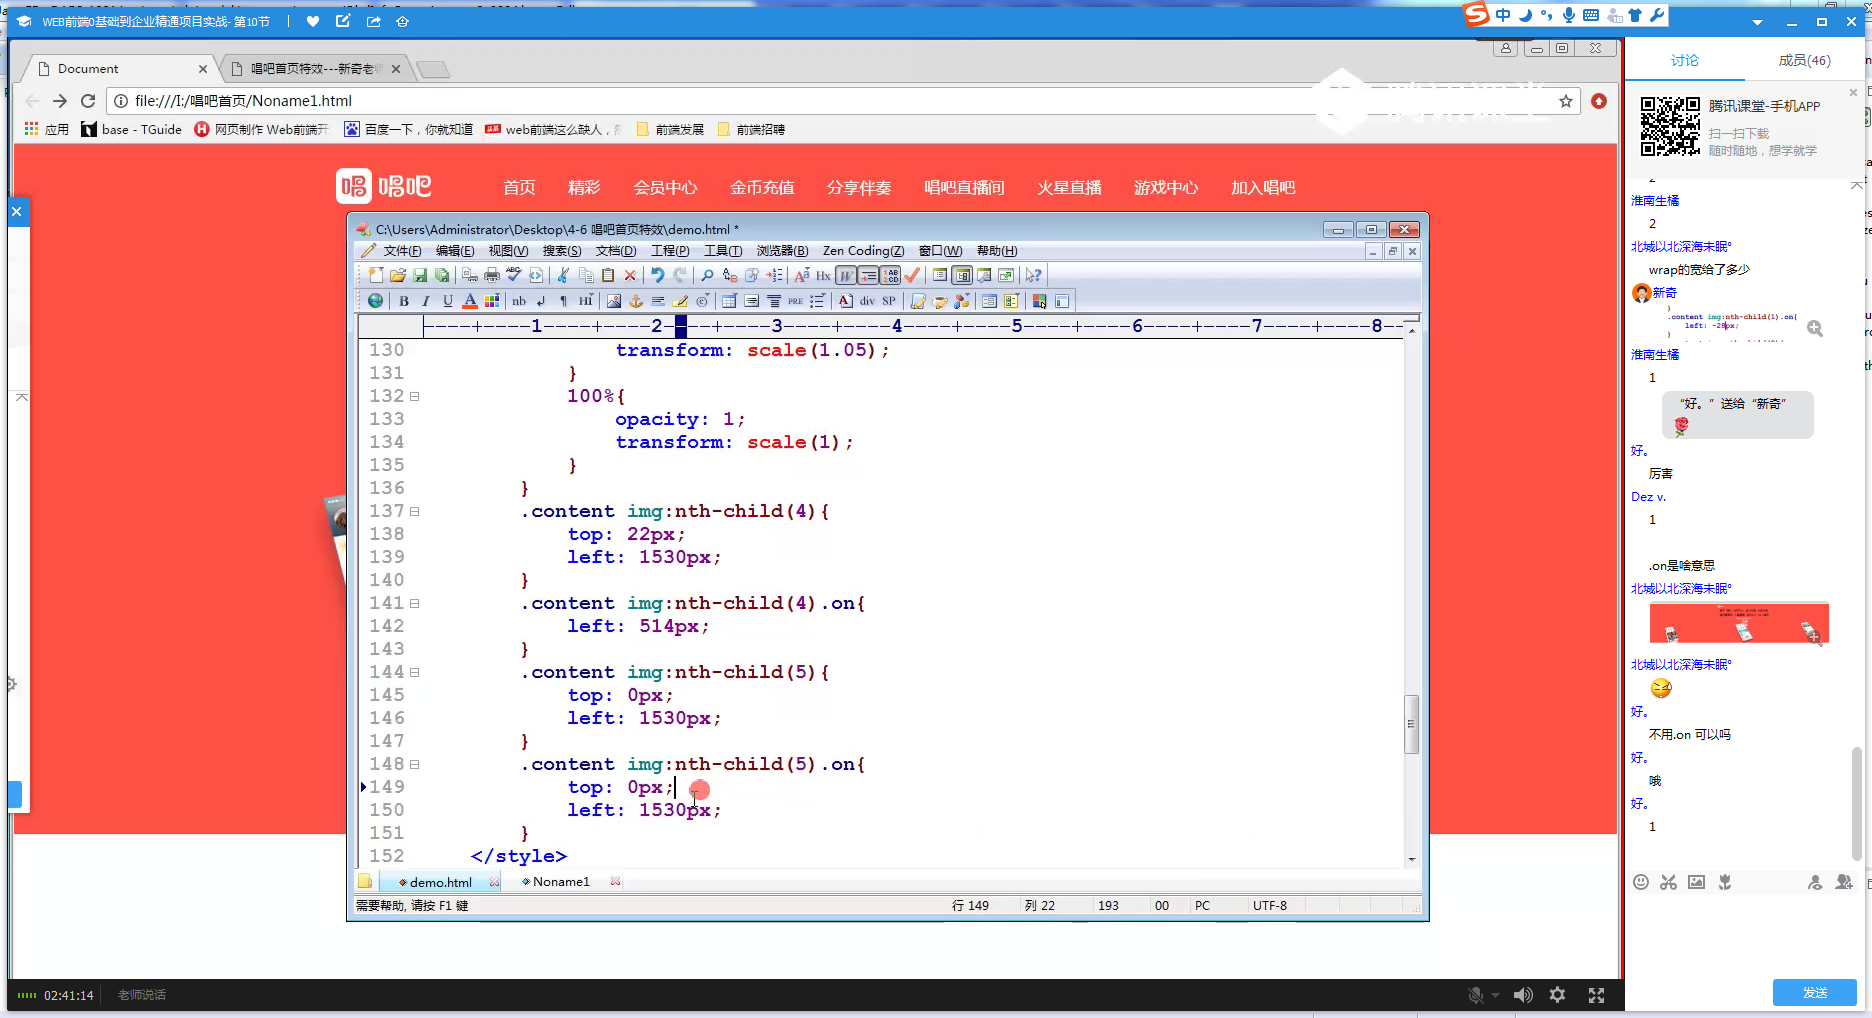 WEB前端0基础到企业精通项目实战- 第10节
Document
唱吧首页特效---新奇老师
file:///I:/唱吧首页/Noname1.html
应用
base - TGuide
网页制作 Web前端开
百度一下，你就知道
web前端这么缺人，
前端发展
前端招聘
唱吧
首页
精彩
会员中心
金币充值
分享伴奏
唱吧直播间
火星直播
游戏中心
加入唱吧
C:\Users\Administrator\Desktop\4-6 唱吧首页特效\demo.html *
文件(F) 编辑(E) 视图(V) 搜索(S) 文档(D) 工程(P) 工具(T) 浏览器(B) Zen Coding(Z) 窗口(W) 帮助(H)
----+----1----+----2----+----3----+----4----+----5----+----6----+----7----+----8
130 transform: scale(1.05);
131 }
132 100%{
133 opacity: 1;
134 transform: scale(1);
135 }
136 }
137 .content img:nth-child(4){
138 top: 22px;
139 left: 1530px;
140 }
141 .content img:nth-child(4).on{
142 left: 514px;
143 }
144 .content img:nth-child(5){
145 top: 0px;
146 left: 1530px;
147 }
148 .content img:nth-child(5).on{
149 top: 0px;
150 left: 1530px;
151 }
152 </style>
demo.html
Noname1
需要帮助, 请按 F1 键
行 149
列 22
193
00
PC
UTF-8
02:41:14
老师说话
讨论
成员(46)
腾讯课堂-手机APP
扫一扫下载
随时随地，想学就学
淮南生橘
2
北城以北深海未眠°
wrap的宽给了多少
新奇
.content img:nth-child(1).on{
left: -28px;
}
淮南生橘
1
“好。”送给“新奇”
好。
厉害
Dez v.
1
.on是啥意思
北城以北深海未眠°
北城以北深海未眠°
好。
不用.on 可以吗
好。
哦
好。
1
发送